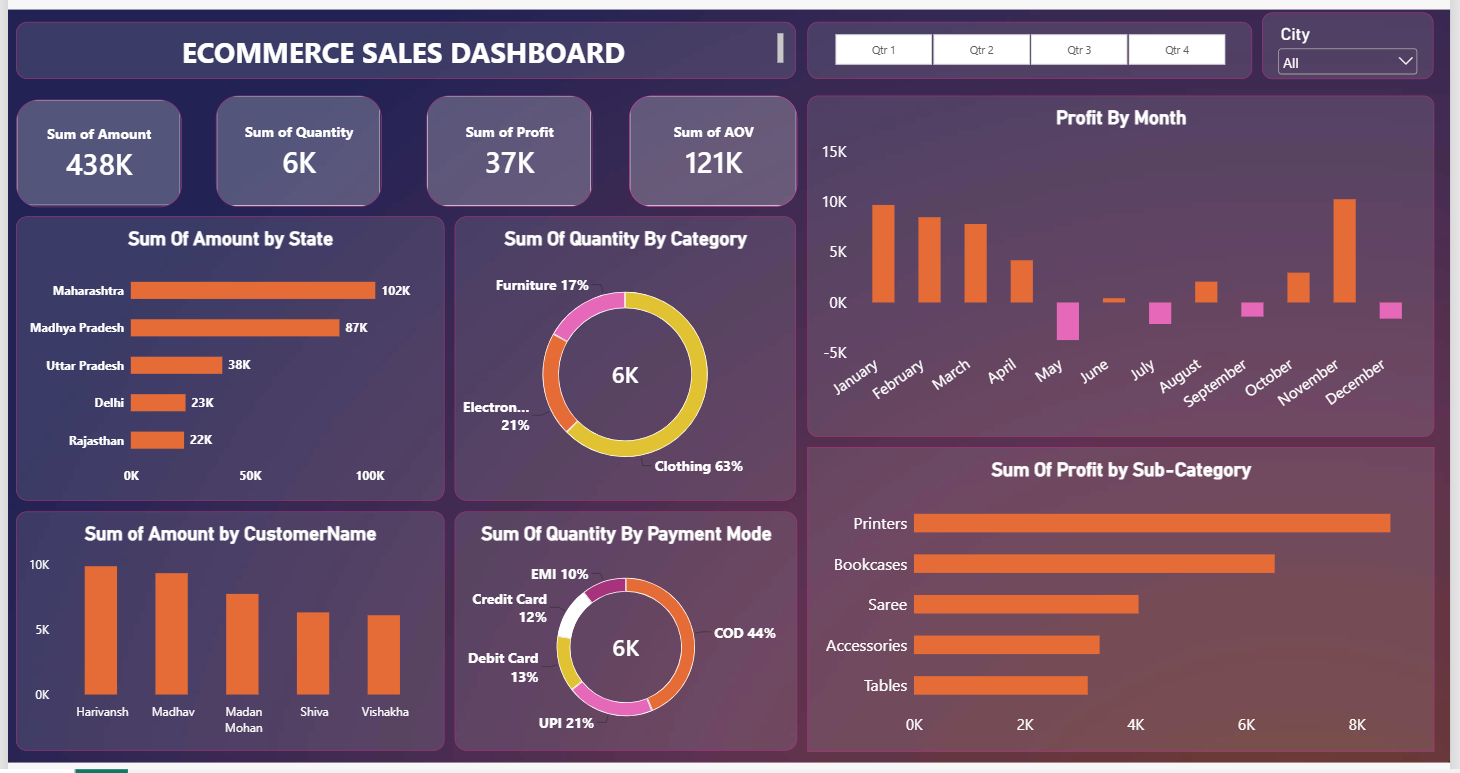 ECOMMERCE SALES DASHBOARD
Qtr 1
Qtr 2
Qtr 3
Qtr 4
City
All
Sum of Amount
438K
Sum of Quantity
6K
Sum of Profit
37K
Sum of AOV
121K
Profit By Month
15K
10K
5K
0K
-5K
January
February
March
April
May
June
July
August
September
October
November
December
Sum Of Amount by State
Maharashtra
102K
Madhya Pradesh
87K
Uttar Pradesh
38K
Delhi
23K
Rajasthan
22K
0K
50K
100K
Sum Of Quantity By Category
Furniture 17%
6K
Electron...
21%
Clothing 63%
Sum Of Profit by Sub-Category
Printers
Bookcases
Saree
Accessories
Tables
0K
2K
4K
6K
8K
Sum of Amount by CustomerName
10K
5K
0K
Harivansh
Madhav
Madan
Mohan
Shiva
Vishakha
Sum Of Quantity By Payment Mode
EMI 10%
Credit Card
12%
COD 44%
6K
Debit Card
13%
UPI 21%